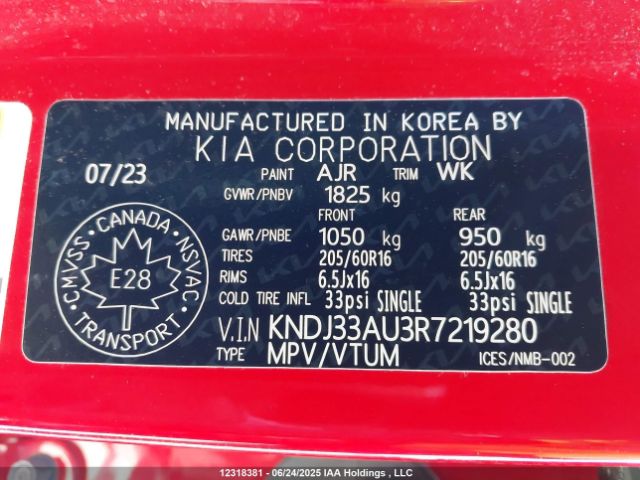 MANUFACTURED IN KOREA BY
KIA CORPORATION
07/23 PAINT AJR TRIM WK
GVWR/PNBV 1825 kg
FRONT REAR
GAWR/PNBE 1050 kg 950 kg
TIRES 205/60R16 205/60R16
RIMS 6.5Jx16 6.5Jx16
COLD TIRE INFL 33psi SINGLE 33psi SINGLE
V.I.N KNDJ33AU3R7219280
TYPE MPV/VTUM ICES/NMB-002
CANADA
CMVSS E28 NSVAC
TRANSPORT
12318381 - 06/24/2025 IAA Holdings , LLC